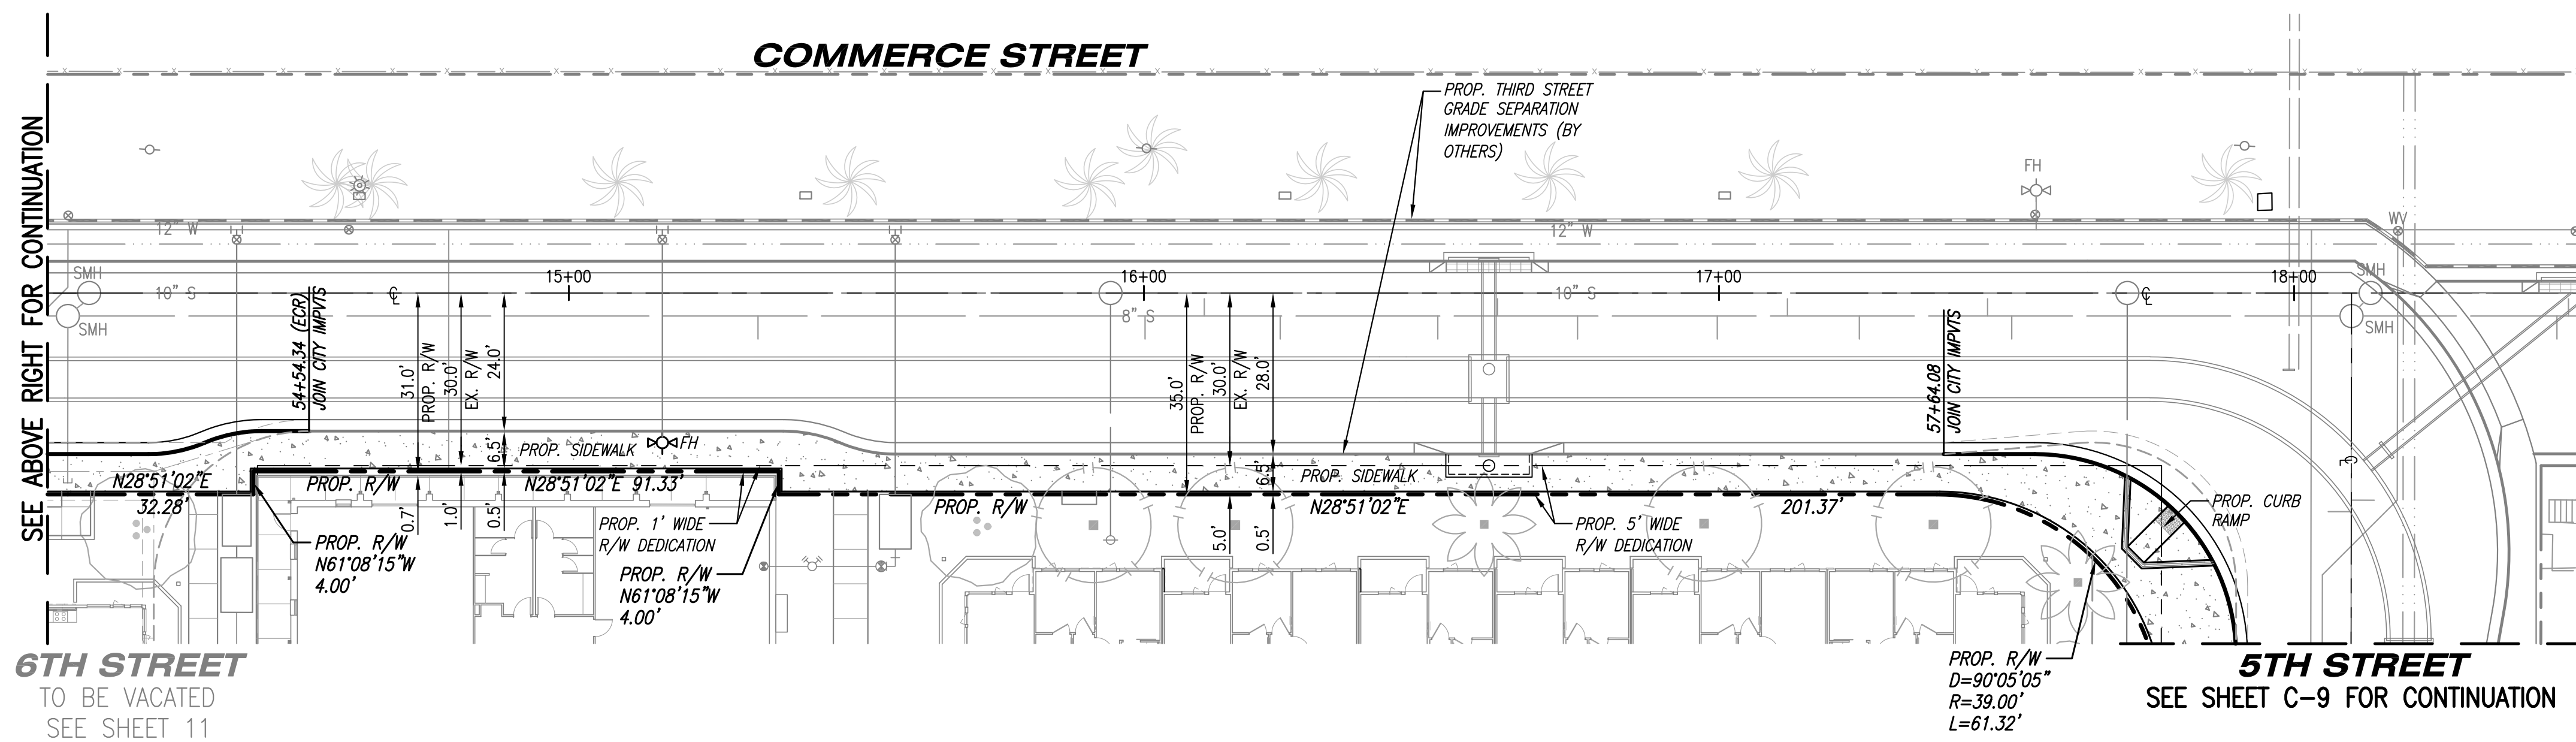 COMMERCE STREET
SEE ABOVE RIGHT FOR CONTINUATION
PROP. THIRD STREET
GRADE SEPARATION
IMPROVEMENTS (BY
OTHERS)
FH
WV
12" W
12" W
SMH
10" S
15+00
16+00
10" S
17+00
18+00
SMH
SMH
8" S
SMH
54+54.34 (ECR)
JOIN CITY IMPVTS
31.0'
PROP. R/W
30.0'
EX. R/W
24.0'
35.0'
PROP. R/W
30.0'
EX. R/W
28.0'
57+64.08
JOIN CITY IMPVTS
6.5'
PROP. SIDEWALK
FH
6.5'
PROP. SIDEWALK
N28°51'02"E
32.28'
PROP. R/W
N28°51'02"E 91.33'
PROP. R/W
N28°51'02"E
201.37'
0.7'
1.0'
0.5'
PROP. 1' WIDE
R/W DEDICATION
5.0'
0.5'
PROP. 5' WIDE
R/W DEDICATION
PROP. CURB
RAMP
PROP. R/W
N61°08'15"W
4.00'
PROP. R/W
N61°08'15"W
4.00'
6TH STREET
TO BE VACATED
SEE SHEET 11
PROP. R/W
D=90°05'05"
R=39.00'
L=61.32'
5TH STREET
SEE SHEET C-9 FOR CONTINUATION